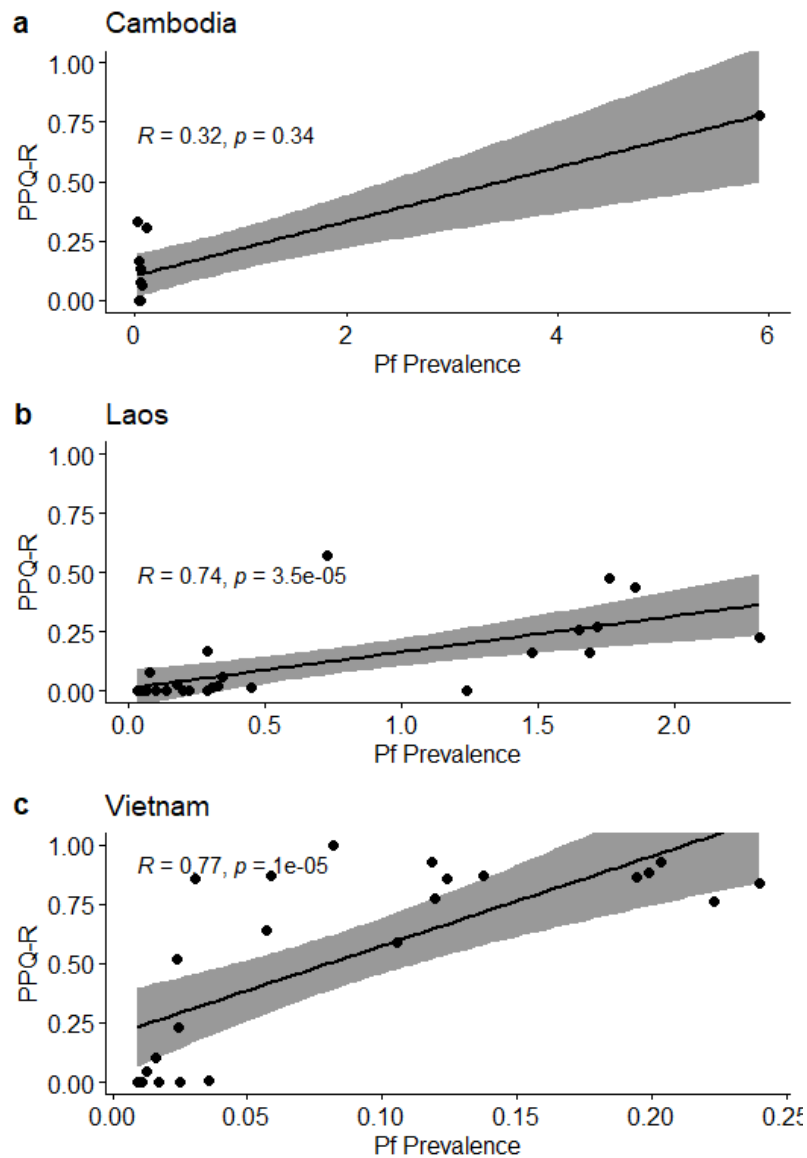 a Cambodia
1.00
0.75
0.50
0.25
0.00
PPQ-R
R = 0.32, p = 0.34
0 2 4 6
Pf Prevalence
b Laos
1.00
0.75
0.50
0.25
0.00
PPQ-R
R = 0.74, p = 3.5e-05
0.0 0.5 1.0 1.5 2.0
Pf Prevalence
c Vietnam
1.00
0.75
0.50
0.25
0.00
PPQ-R
R = 0.77, p = 1e-05
0.00 0.05 0.10 0.15 0.20 0.25
Pf Prevalence